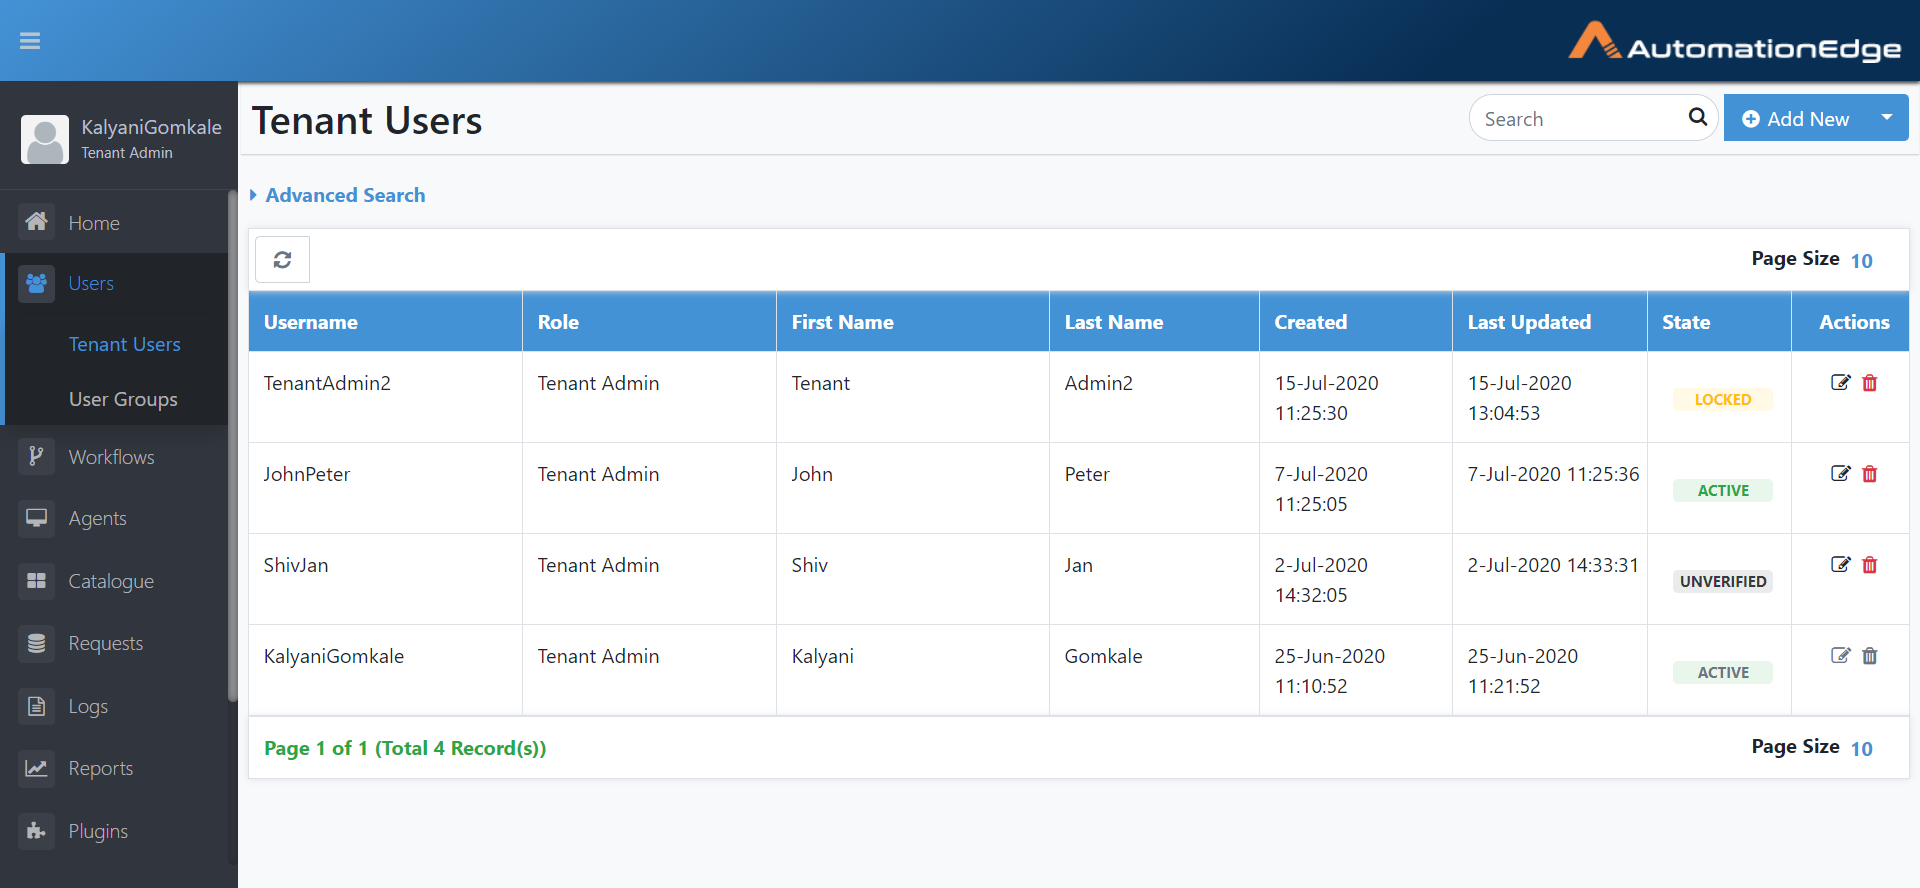 AutomationEdge
KalyaniGomkale
Tenant Admin
Home
Users
Tenant Users
User Groups
Workflows
Agents
Catalogue
Requests
Logs
Reports
Plugins
Tenant Users
Search
Add New
Advanced Search
Page Size 10
Username Role First Name Last Name Created Last Updated State Actions
TenantAdmin2 Tenant Admin Tenant Admin2 15-Jul-2020 15-Jul-2020
11:25:30 13:04:53
LOCKED
JohnPeter Tenant Admin John Peter 7-Jul-2020 7-Jul-2020 11:25:36
11:25:05
ACTIVE
ShivJan Tenant Admin Shiv Jan 2-Jul-2020 2-Jul-2020 14:33:31
14:32:05
UNVERIFIED
KalyaniGomkale Tenant Admin Kalyani Gomkale 25-Jun-2020 25-Jun-2020
11:10:52 11:21:52
ACTIVE
Page 1 of 1 (Total 4 Record(s))
Page Size 10